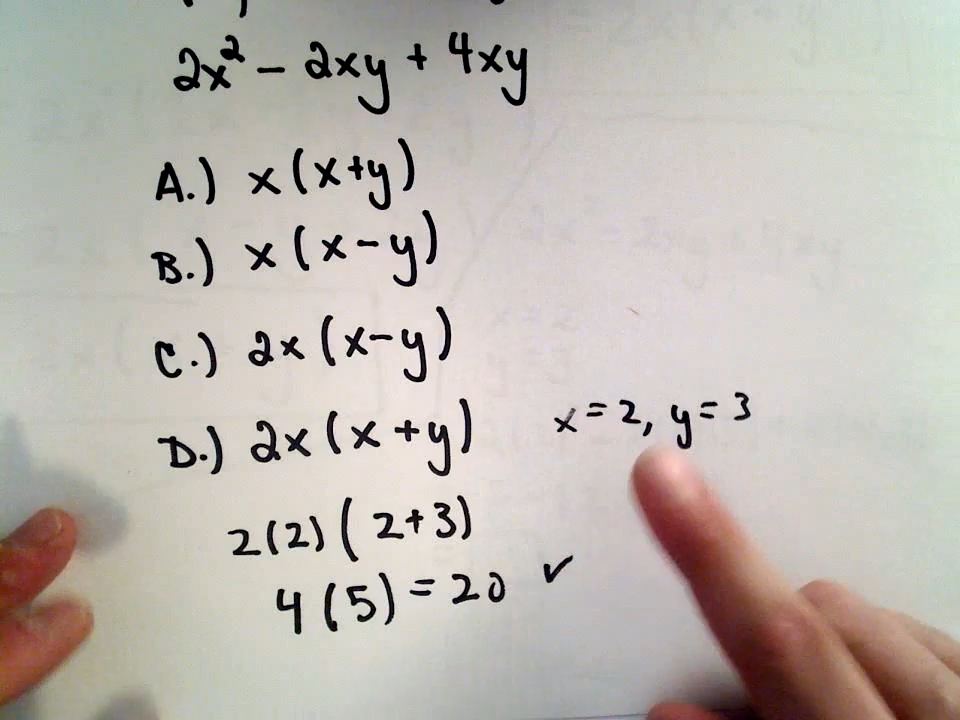 2x² - 2xy + 4xy
A.) x(x+y)
B.) x(x-y)
C.) 2x(x-y)
D.) 2x(x+y)
x=2, y=3
2(2)(2+3)
4(5)=20 ✓